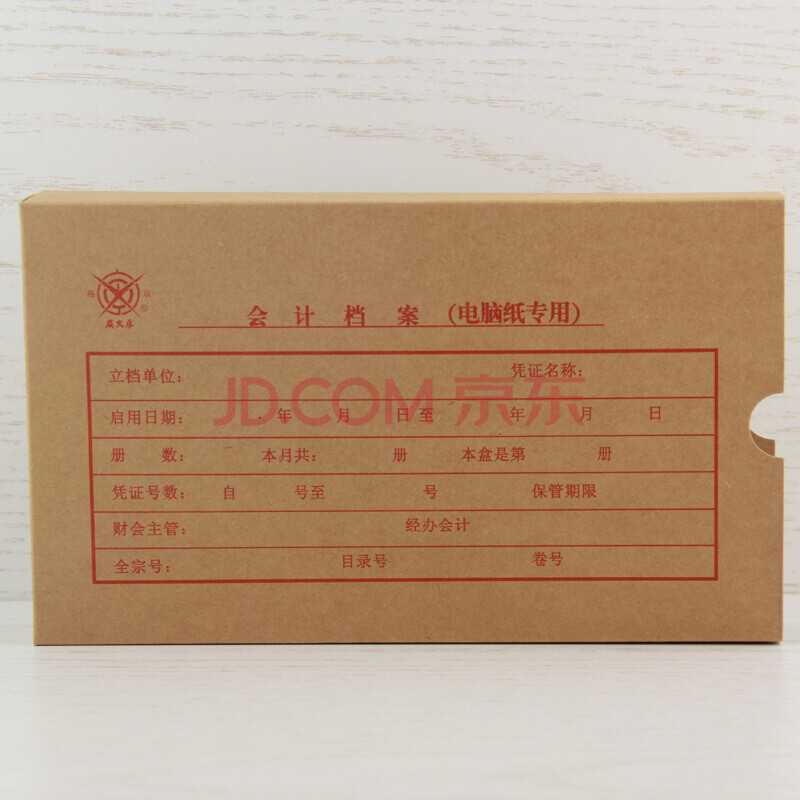 会计档案（电脑纸专用）
立档单位： 凭证名称：
启用日期： 年 月 日至 年 月 日
册 数： 本月共： 册 本盒是第 册
凭证号数： 自 号至 号 保管期限
财会主管： 经办会计
全宗号： 目录号 卷号
JD.COM 京东